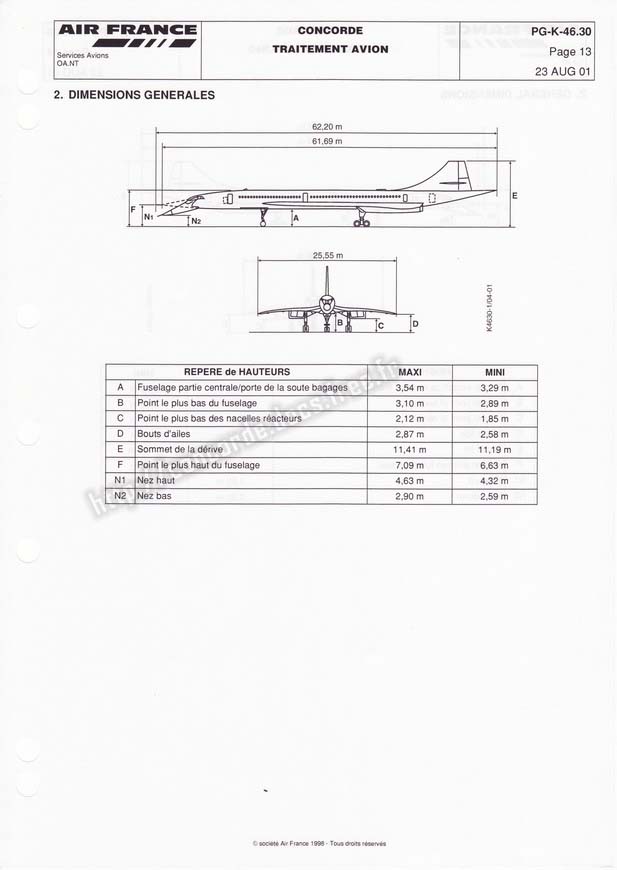 AIR FRANCE
Services Avions
OA.NT
CONCORDE
TRAITEMENT AVION
PG-K-46.30
Page 13
23 AUG 01
2. DIMENSIONS GENERALES
62,20 m
61,69 m
F
N1
N2
A
E
25,55 m
B
C
D
K4630-1/04-01
REPERE de HAUTEURS MAXI MINI
A Fuselage partie centrale/porte de la soute bagages 3,54 m 3,29 m
B Point le plus bas du fuselage 3,10 m 2,89 m
C Point le plus bas des nacelles réacteurs 2,12 m 1,85 m
D Bouts d'ailes 2,87 m 2,58 m
E Sommet de la dérive 11,41 m 11,19 m
F Point le plus haut du fuselage 7,09 m 6,63 m
N1 Nez haut 4,63 m 4,32 m
N2 Nez bas 2,90 m 2,59 m
© société Air France 1998 - Tous droits réservés